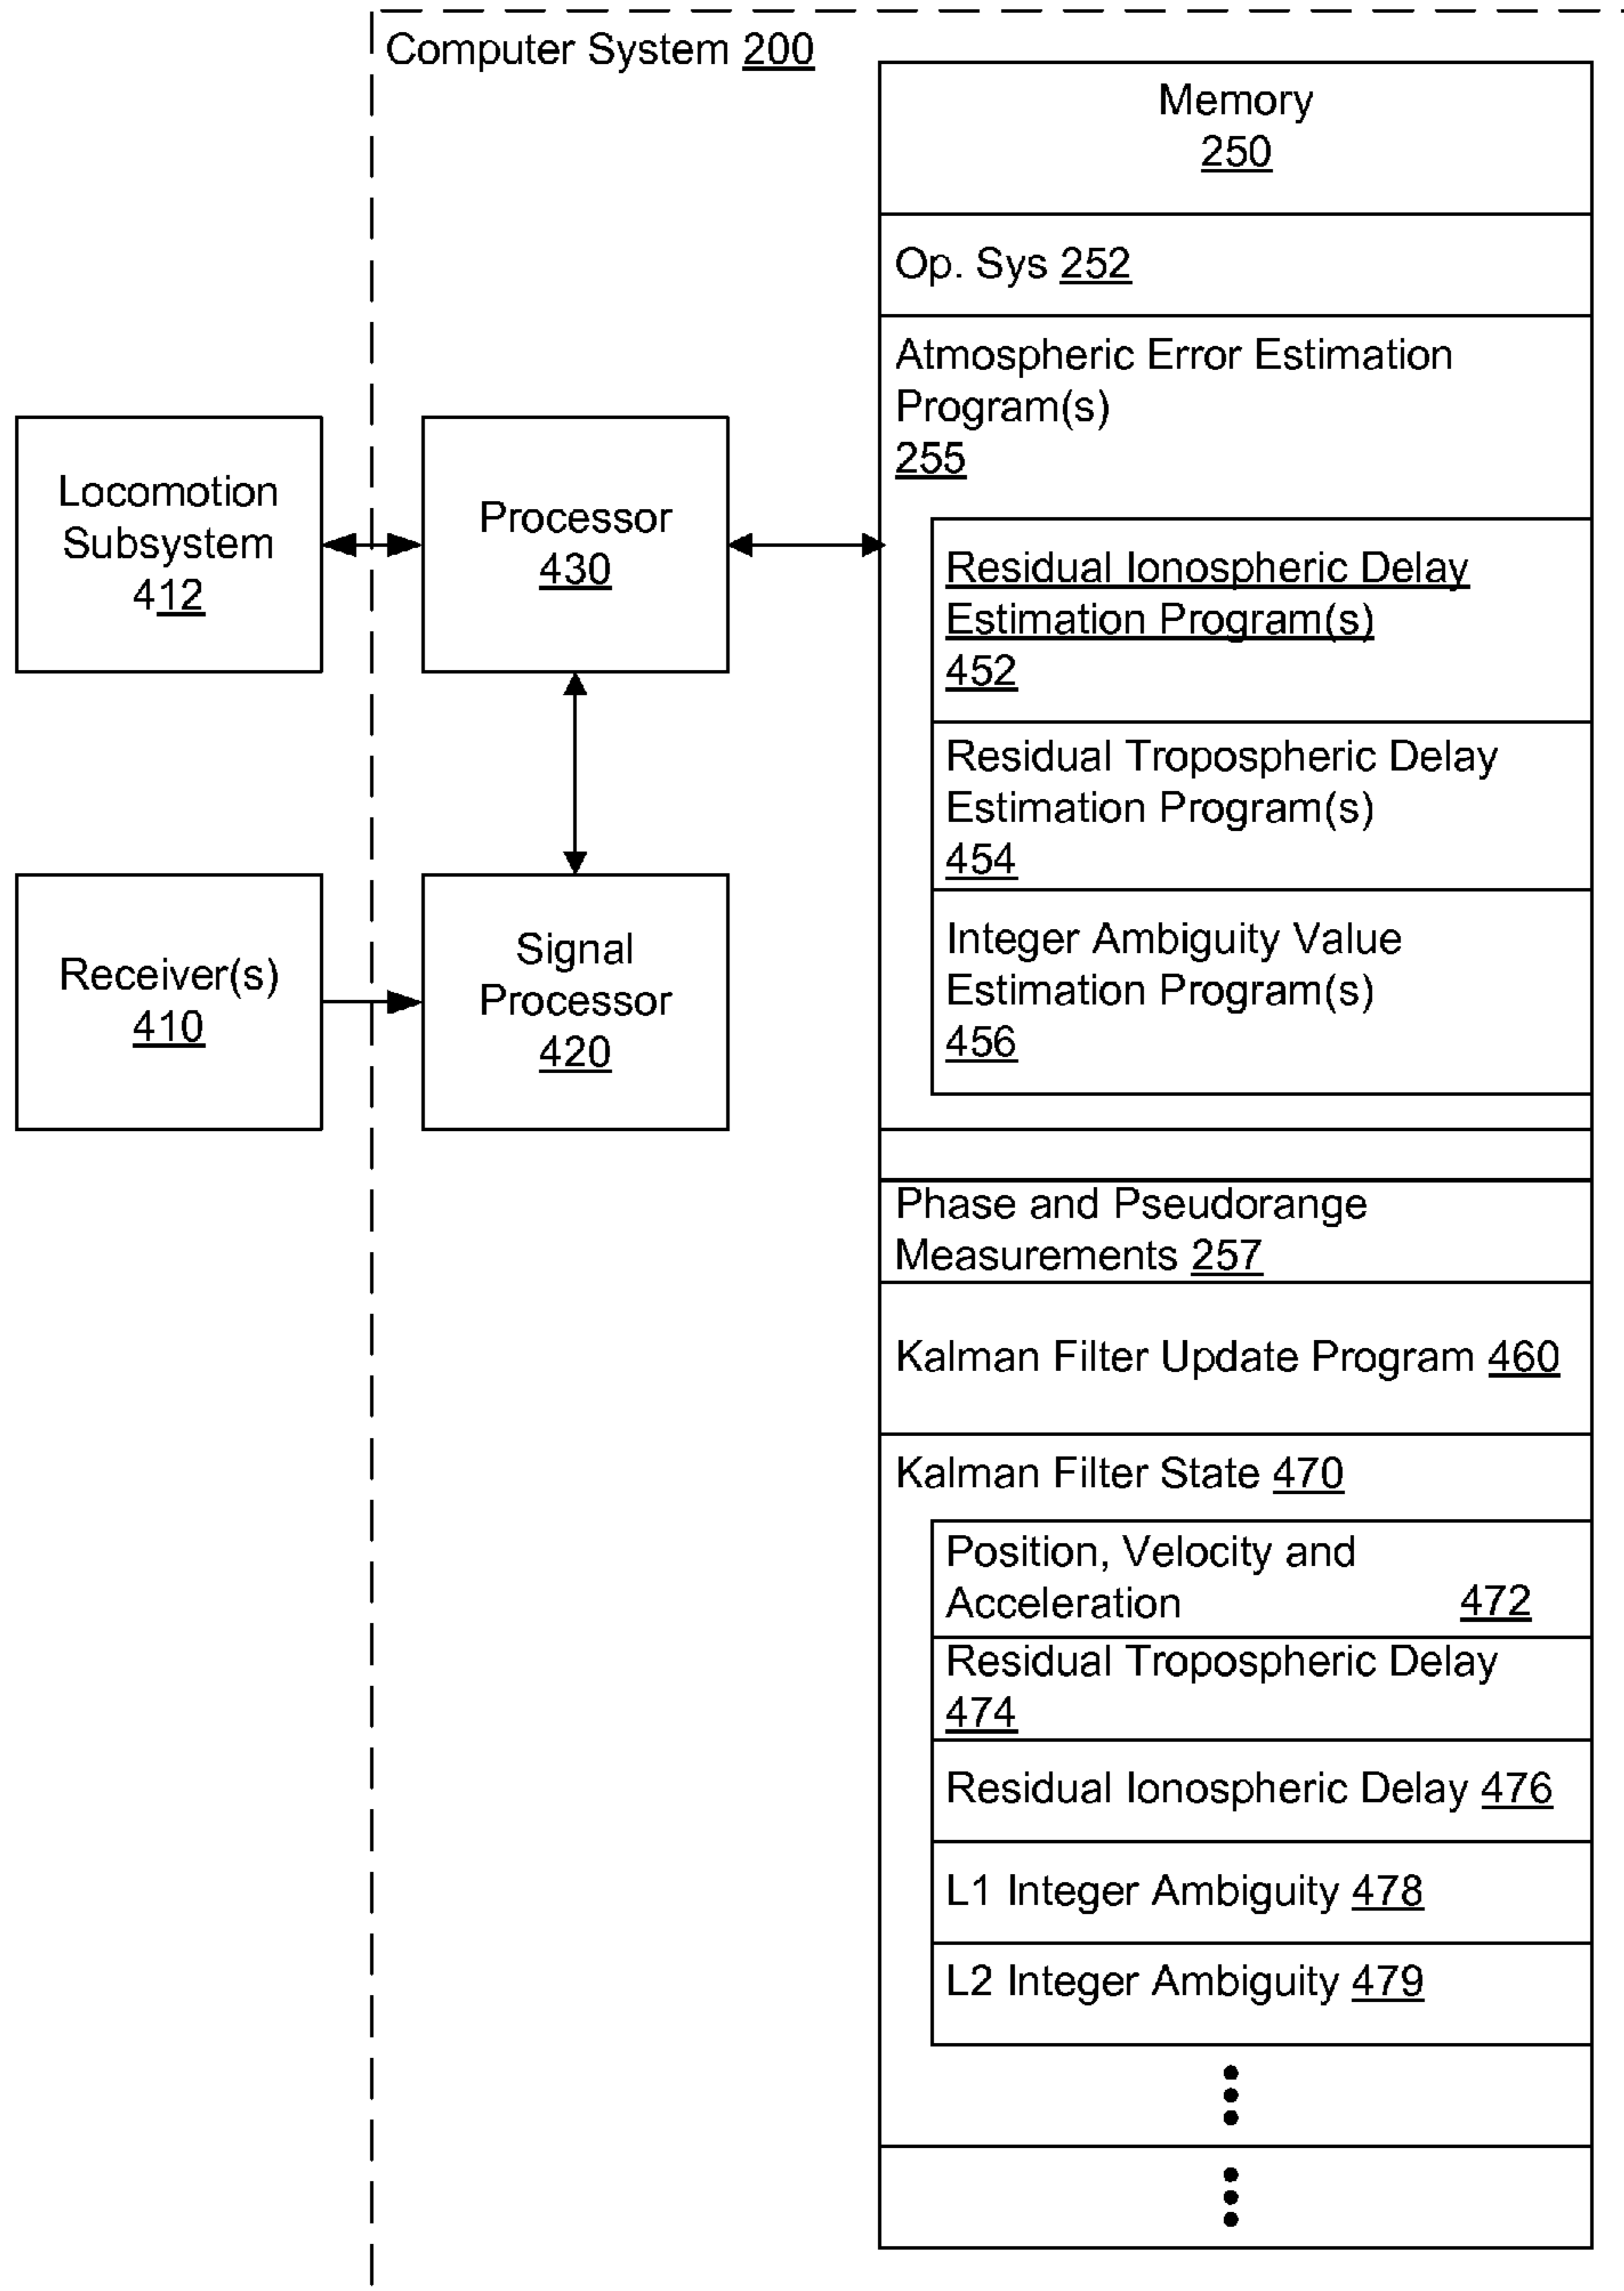 Computer System 200
Memory
250
Op. Sys 252
Atmospheric Error Estimation
Program(s)
255
Locomotion
Subsystem
412
Processor
430
Residual Ionospheric Delay
Estimation Program(s)
452
Residual Tropospheric Delay
Estimation Program(s)
454
Receiver(s)
410
Signal
Processor
420
Integer Ambiguity Value
Estimation Program(s)
456
Phase and Pseudorange
Measurements 257
Kalman Filter Update Program 460
Kalman Filter State 470
Position, Velocity and
Acceleration 472
Residual Tropospheric Delay
474
Residual Ionospheric Delay 476
L1 Integer Ambiguity 478
L2 Integer Ambiguity 479